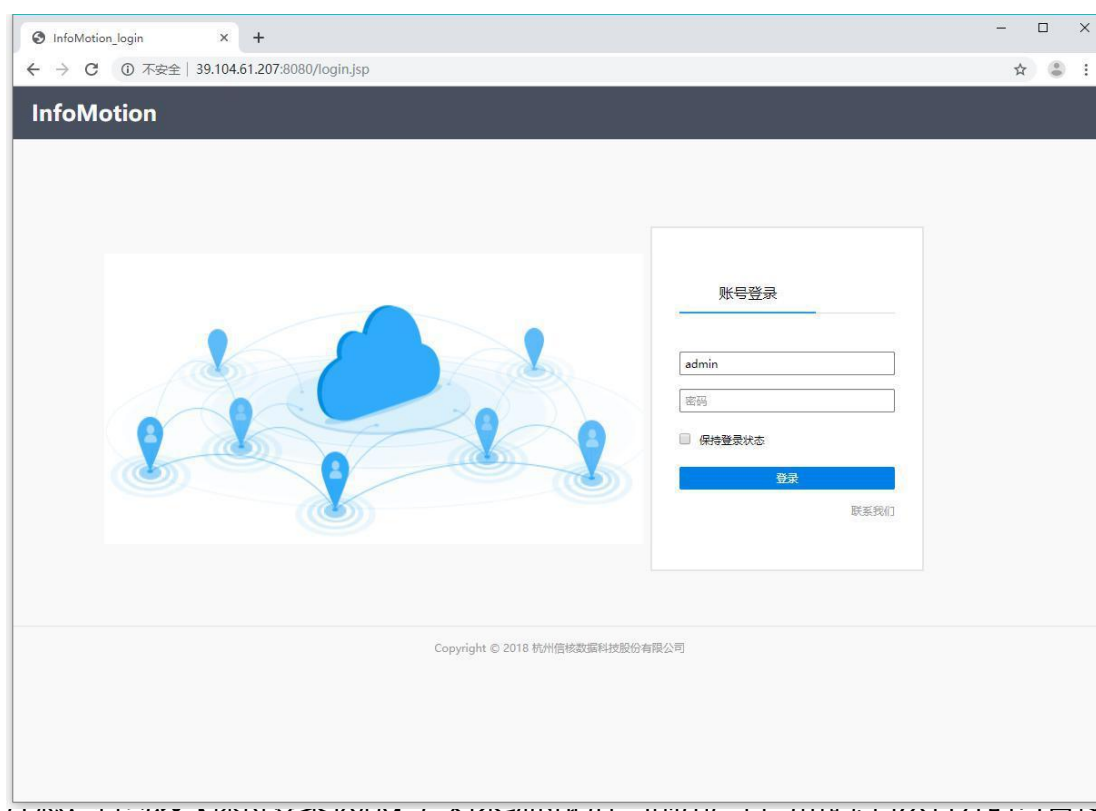 InfoMotion_login
不安全 | 39.104.61.207:8080/login.jsp
InfoMotion
账号登录
admin
密码
保持登录状态
登录
联系我们
Copyright © 2018 杭州信核数据科技股份有限公司